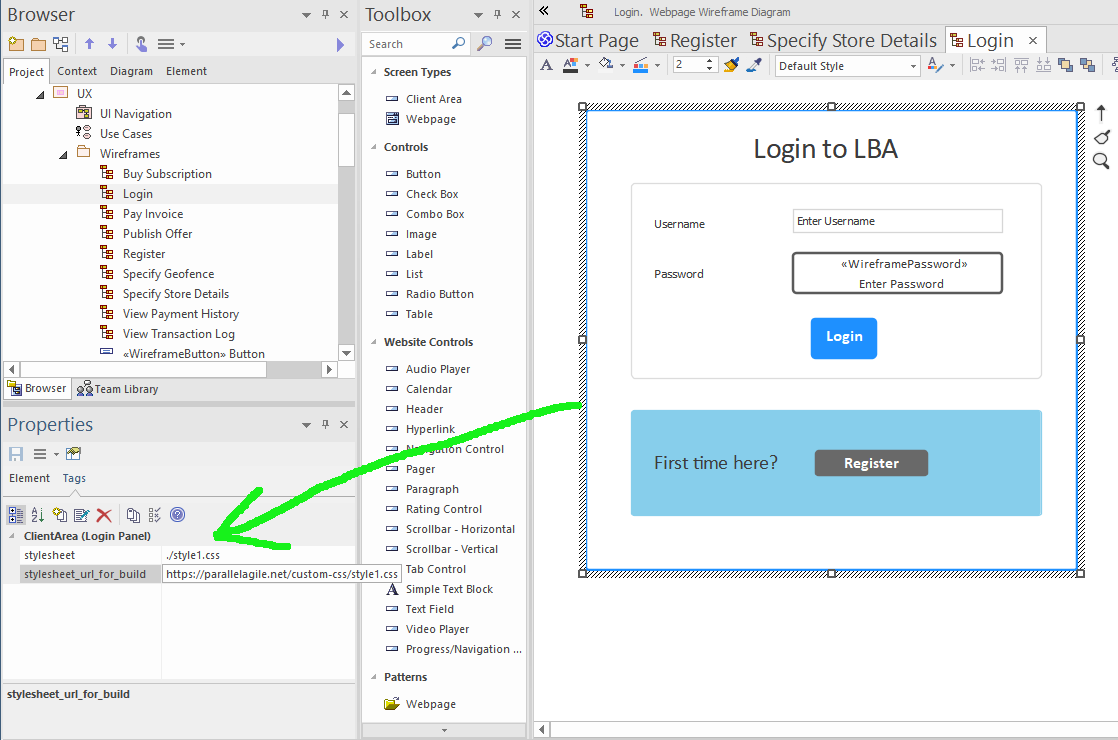 Browser
Project Context Diagram Element
UX
UI Navigation
Use Cases
Wireframes
Buy Subscription
Login
Pay Invoice
Publish Offer
Register
Specify Geofence
Specify Store Details
View Payment History
View Transaction Log
«WireframeButton» Button
Browser Team Library
Properties
Element Tags
ClientArea (Login Panel)
stylesheet ./style1.css
stylesheet_url_for_build https://parallelagile.net/custom-css/style1.css
stylesheet_url_for_build
Toolbox
Search
Screen Types
Client Area
Webpage
Controls
Button
Check Box
Combo Box
Image
Label
List
Radio Button
Table
Website Controls
Audio Player
Calendar
Header
Hyperlink
Navigation Control
Pager
Paragraph
Rating Control
Scrollbar - Horizontal
Scrollbar - Vertical
Tab Control
Simple Text Block
Text Field
Video Player
Progress/Navigation ...
Patterns
Webpage
Login. Webpage Wireframe Diagram
Start Page Register Specify Store Details Login
2 Default Style
Login to LBA
Username Enter Username
Password «WireframePassword»
Enter Password
Login
First time here? Register